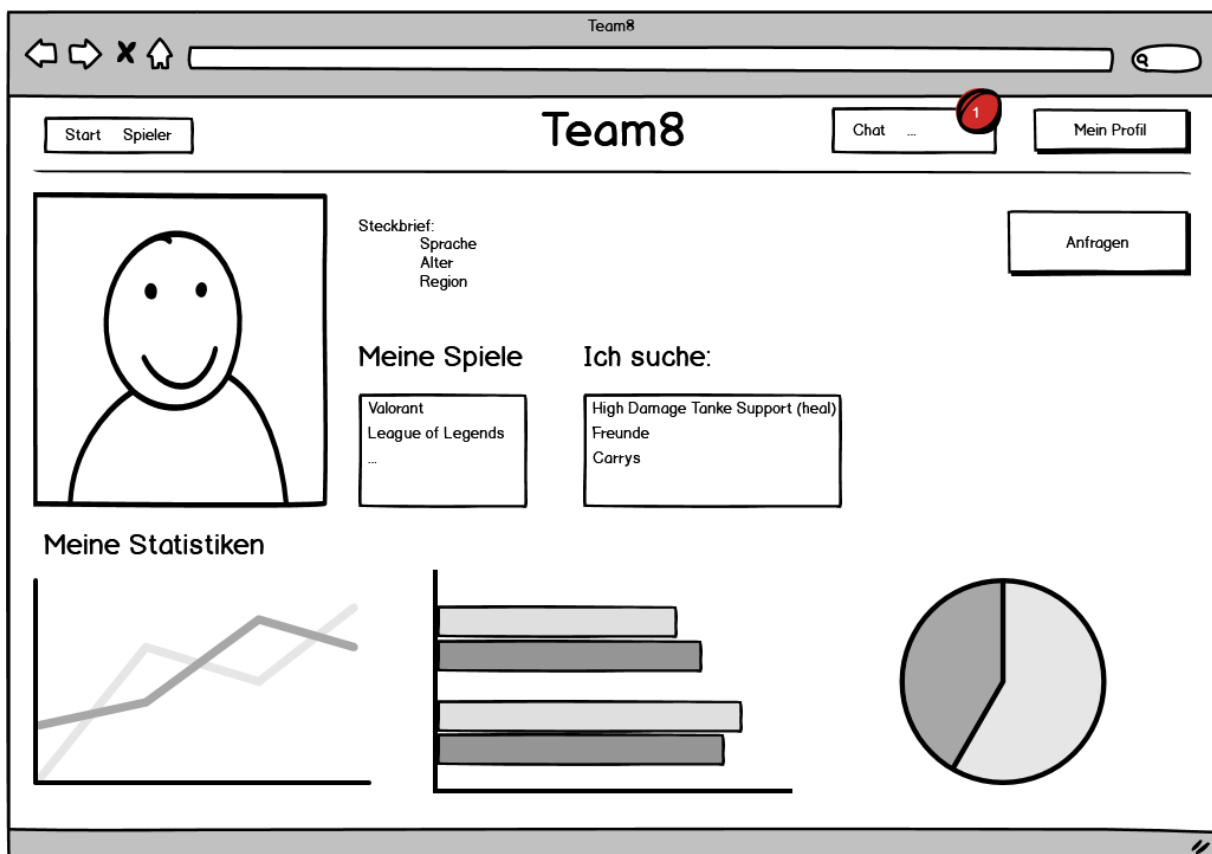 Team8
Start Spieler
Team8
Chat ...
1
Mein Profil
Steckbrief:
Sprache
Alter
Region
Anfragen
Meine Spiele
Valorant
League of Legends
...
Ich suche:
High Damage Tanke Support (heal)
Freunde
Carrys
Meine Statistiken